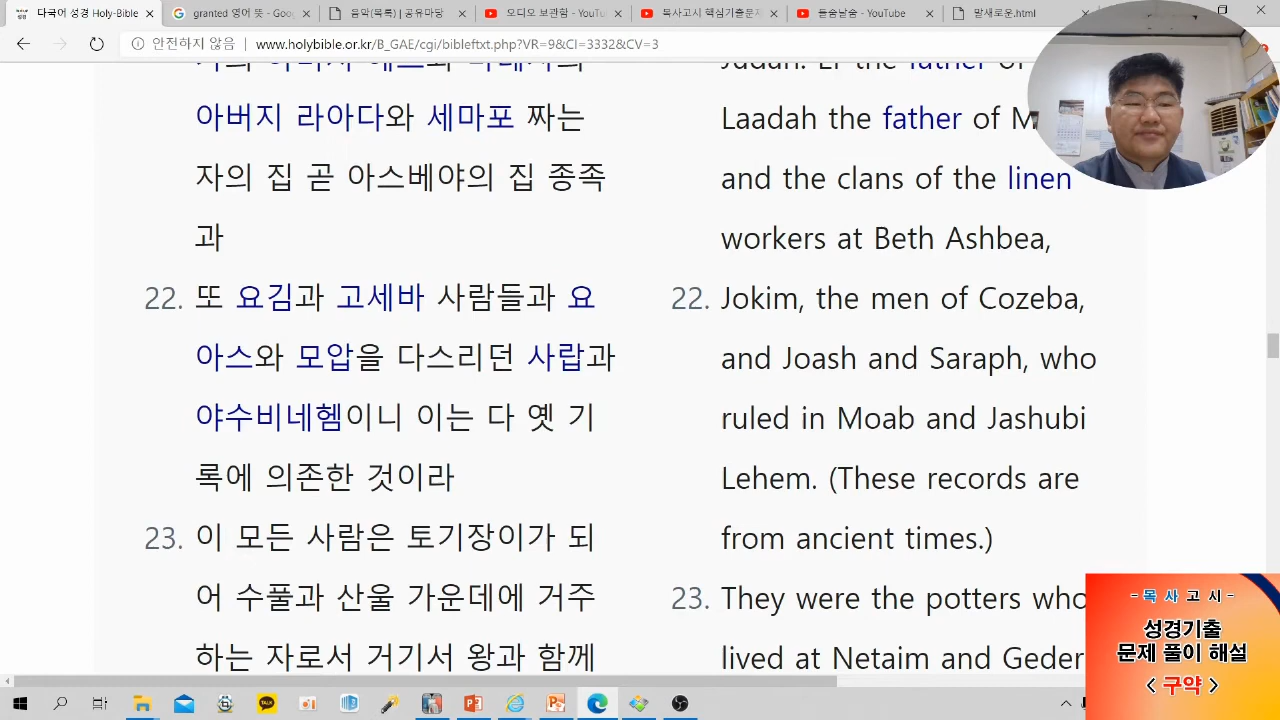 다국어 성경 Holy-Bible
granted 영어 뜻 - Goo
음악(목록) | 공유마당
오디오 보관함 - YouTu
목사고시 핵심기출문제
들숨날숨 - YouTube
말새로운.html
안전하지 않음 | www.holybible.or.kr/B_GAE/cgi/bibleftxt.php?VR=9&CI=3332&CV=3
아버지 라아다와 세마포 짜는
자의 집 곧 아스베야의 집 종족
과
22. 또 요김과 고세바 사람들과 요
아스와 모압을 다스리던 사랍과
야수비네헴이니 이는 다 옛 기
록에 의존한 것이라
23. 이 모든 사람은 토기장이가 되
어 수풀과 산울 가운데에 거주
하는 자로서 거기서 왕과 함께
Judah: Er the father of
Laadah the father of M
and the clans of the linen
workers at Beth Ashbea,
22. Jokim, the men of Cozeba,
and Joash and Saraph, who
ruled in Moab and Jashubi
Lehem. (These records are
from ancient times.)
23. They were the potters who
lived at Netaim and Geder
- 목 사 고 시 -
성경기출
문제 풀이 해설
< 구약 >